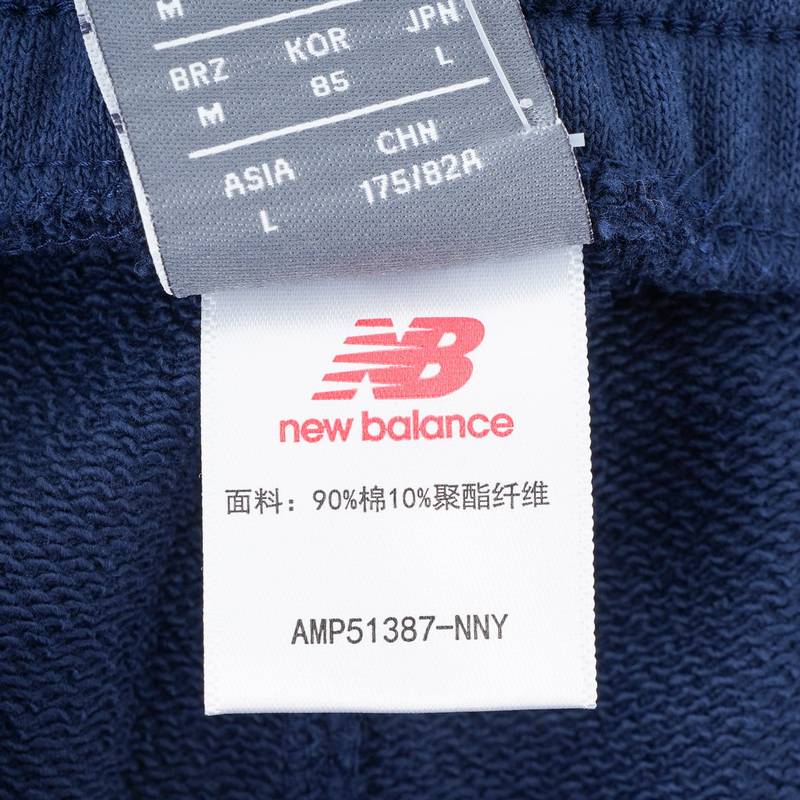 M
BRZ KOR JPN
M 85 L
ASIA CHN
L 175/82A
NB
new balance
面料：90%棉10%聚酯纤维
AMP51387-NNY